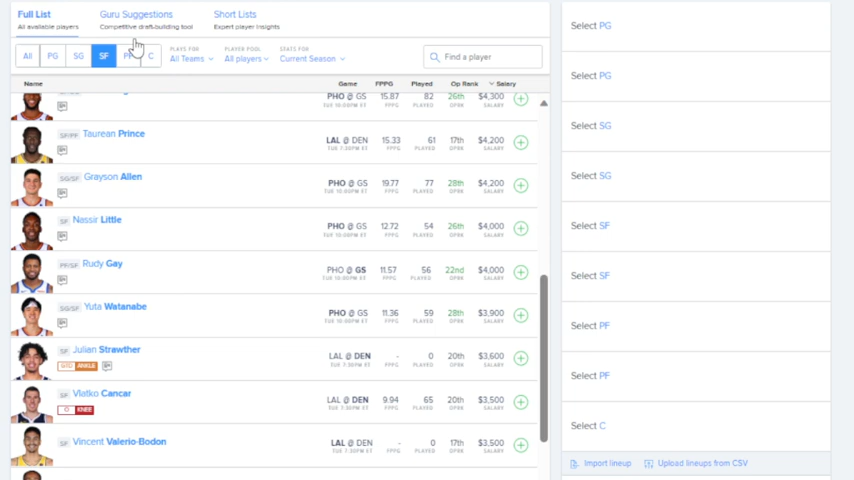 Full List Guru Suggestions Short Lists
All available players Competitive draft-building tool Expert player insights
All PG SG SF PF C
PLAYS FOR PLAYER POOL STATS FOR
All Teams All players Current Season Find a player
Name Game FPPG Played Op Rank Salary
PHO @ GS 15.87 82 26th $4,300
TUE 10:00PM ET FPPG PLAYED OPRK SALARY
SF/PF Taurean Prince LAL @ DEN 15.33 61 17th $4,200
TUE 7:30PM ET FPPG PLAYED OPRK SALARY
SG/SF Grayson Allen PHO @ GS 19.77 77 28th $4,200
TUE 10:00PM ET FPPG PLAYED OPRK SALARY
SF Nassir Little PHO @ GS 12.72 54 26th $4,000
TUE 10:00PM ET FPPG PLAYED OPRK SALARY
PF/SF Rudy Gay PHO @ GS 11.57 56 22nd $4,000
TUE 10:00PM ET FPPG PLAYED OPRK SALARY
SG/SF Yuta Watanabe PHO @ GS 11.36 59 28th $3,900
TUE 10:00PM ET FPPG PLAYED OPRK SALARY
SF Julian Strawther LAL @ DEN - 0 20th $3,600
GTD ANKLE TUE 7:30PM ET FPPG PLAYED OPRK SALARY
SF Vlatko Cancar LAL @ DEN 9.94 65 20th $3,500
O KNEE TUE 7:30PM ET FPPG PLAYED OPRK SALARY
SF Vincent Valerio-Bodon LAL @ DEN - 0 17th $3,500
TUE 7:30PM ET FPPG PLAYED OPRK SALARY
Select PG
Select PG
Select SG
Select SG
Select SF
Select SF
Select PF
Select PF
Select C
Import lineup Upload lineups from CSV